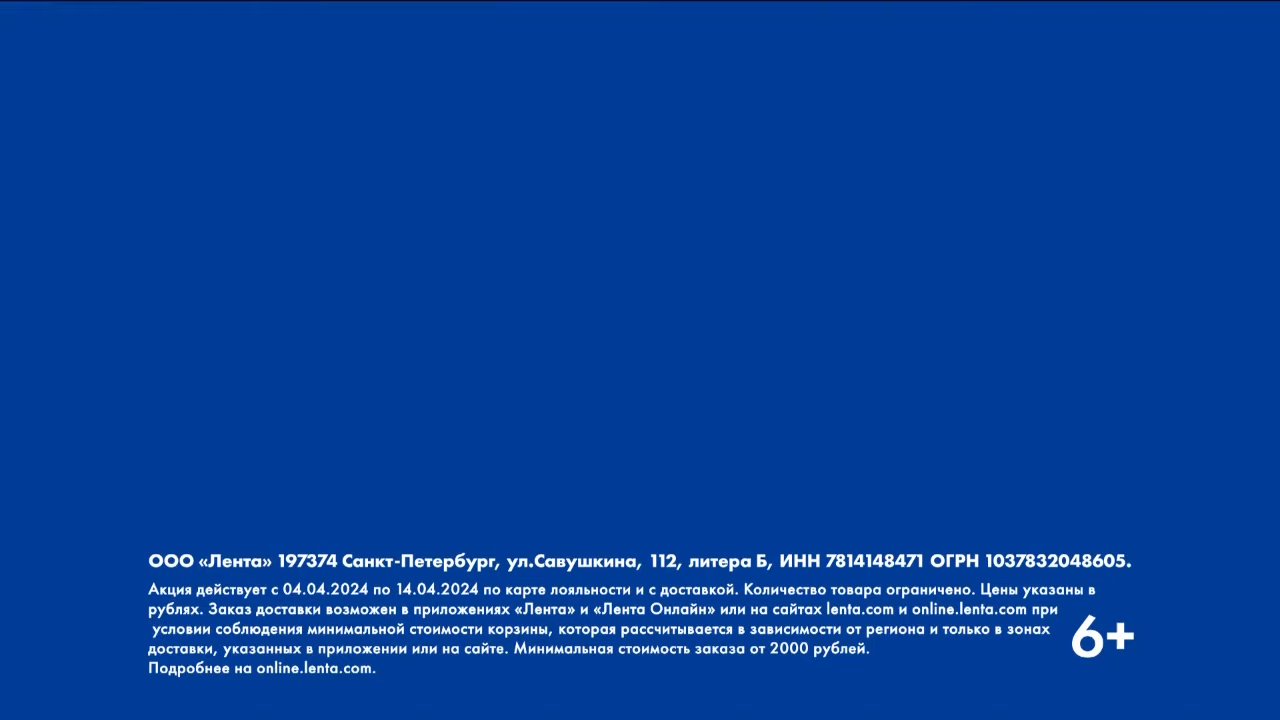 ООО «Лента» 197374 Санкт-Петербург, ул.Савушкина, 112, литера Б, ИНН 7814148471 ОГРН 1037832048605.
Акция действует с 04.04.2024 по 14.04.2024 по карте лояльности и с доставкой. Количество товара ограничено. Цены указаны в
рублях. Заказ доставки возможен в приложениях «Лента» и «Лента Онлайн» или на сайтах lenta.com и online.lenta.com при
условии соблюдения минимальной стоимости корзины, которая рассчитывается в зависимости от региона и только в зонах
доставки, указанных в приложении или на сайте. Минимальная стоимость заказа от 2000 рублей.
Подробнее на online.lenta.com.
6+